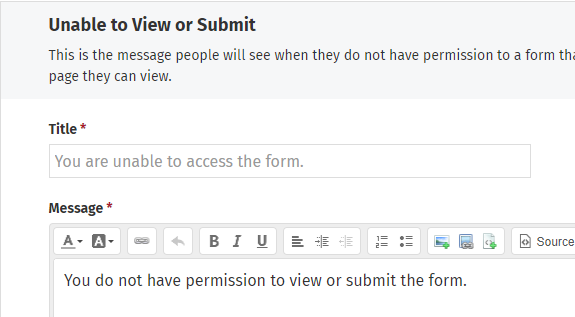 Unable to View or Submit
This is the message people will see when they do not have permission to a form tha
page they can view.
Title *
You are unable to access the form.
Message *
A A B I U Source
You do not have permission to view or submit the form.